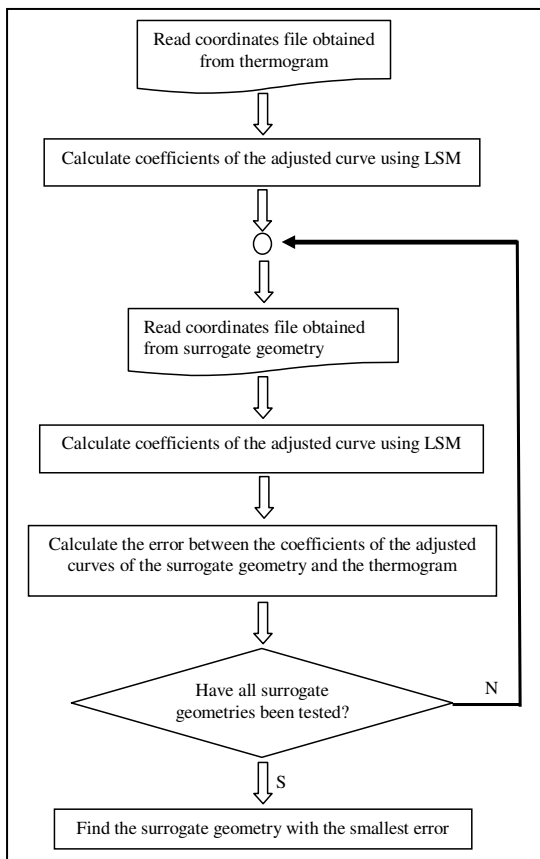 Read coordinates file obtained
from thermogram
Calculate coefficients of the adjusted curve using LSM
Read coordinates file obtained
from surrogate geometry
Calculate coefficients of the adjusted curve using LSM
Calculate the error between the coefficients of the adjusted
curves of the surrogate geometry and the thermogram
Have all surrogate
geometries been tested?
N
S
Find the surrogate geometry with the smallest error